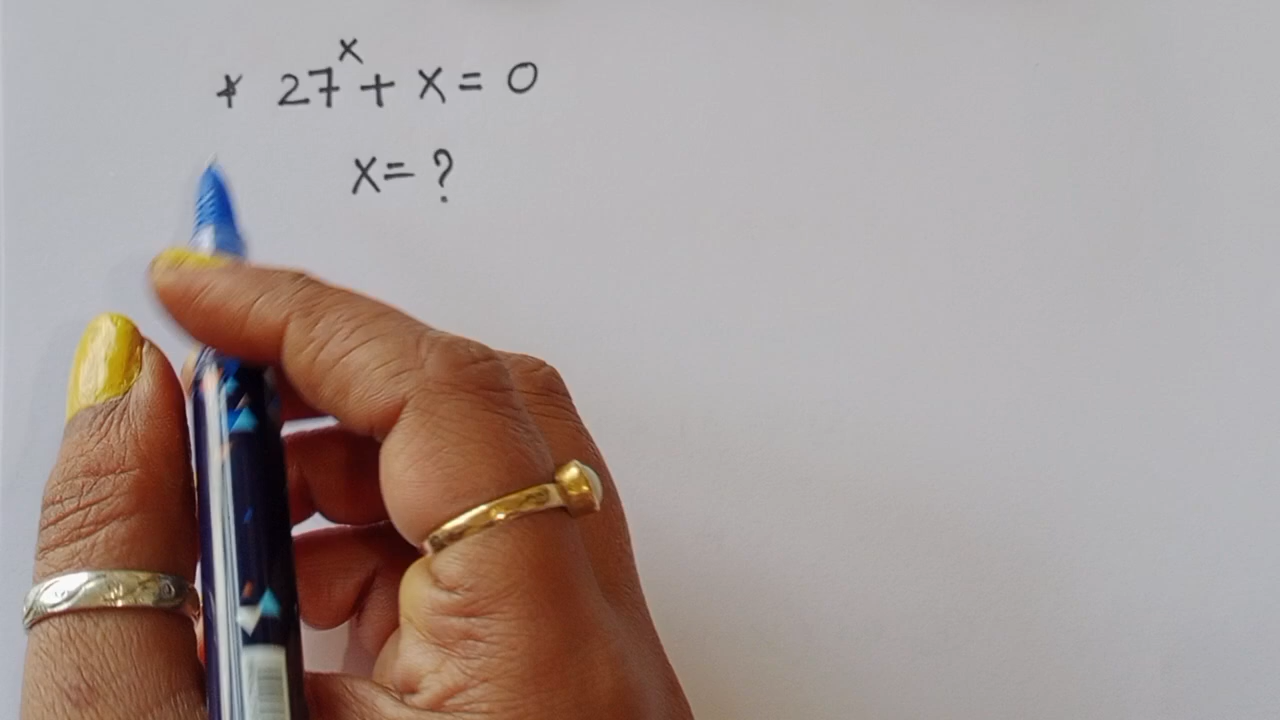 * 27^x + x = 0
x = ?